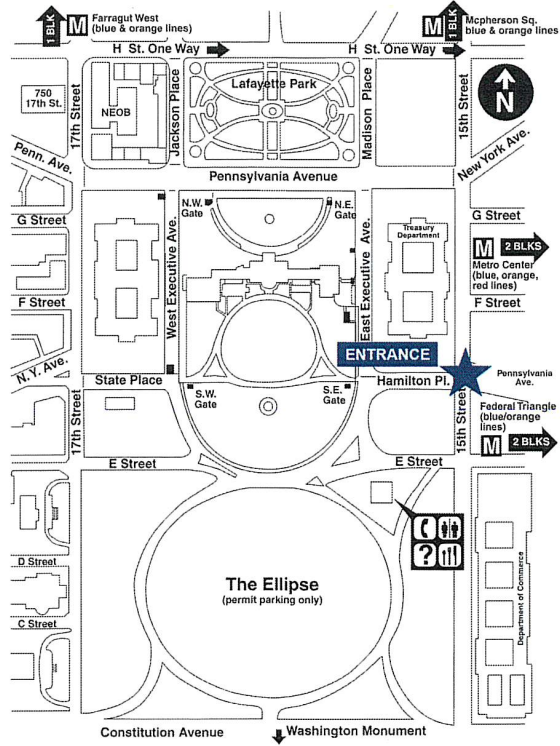 1 BLK
M
Farragut West
(blue & orange lines)
1 BLK
M
Mcpherson Sq.
blue & orange lines
H St. One Way
H St. One Way
750
17th St.
17th Street
NEOB
Jackson Place
Lafayette Park
Madison Place
15th Street
N
Penn. Ave.
New York Ave.
Pennsylvania Avenue
N.W.
Gate
N.E.
Gate
G Street
G Street
Treasury
Department
M
2 BLKS
Metro Center
(blue, orange,
red lines)
West Executive Ave.
East Executive Ave.
F Street
F Street
ENTRANCE
N.Y. Ave.
State Place
Hamilton Pl.
Pennsylvania
Ave.
S.W.
Gate
S.E.
Gate
17th Street
15th Street
Federal Triangle
(blue/orange
lines)
M
2 BLKS
E Street
E Street
?
D Street
The Ellipse
(permit parking only)
Department of Commerce
C Street
Constitution Avenue
Washington Monument